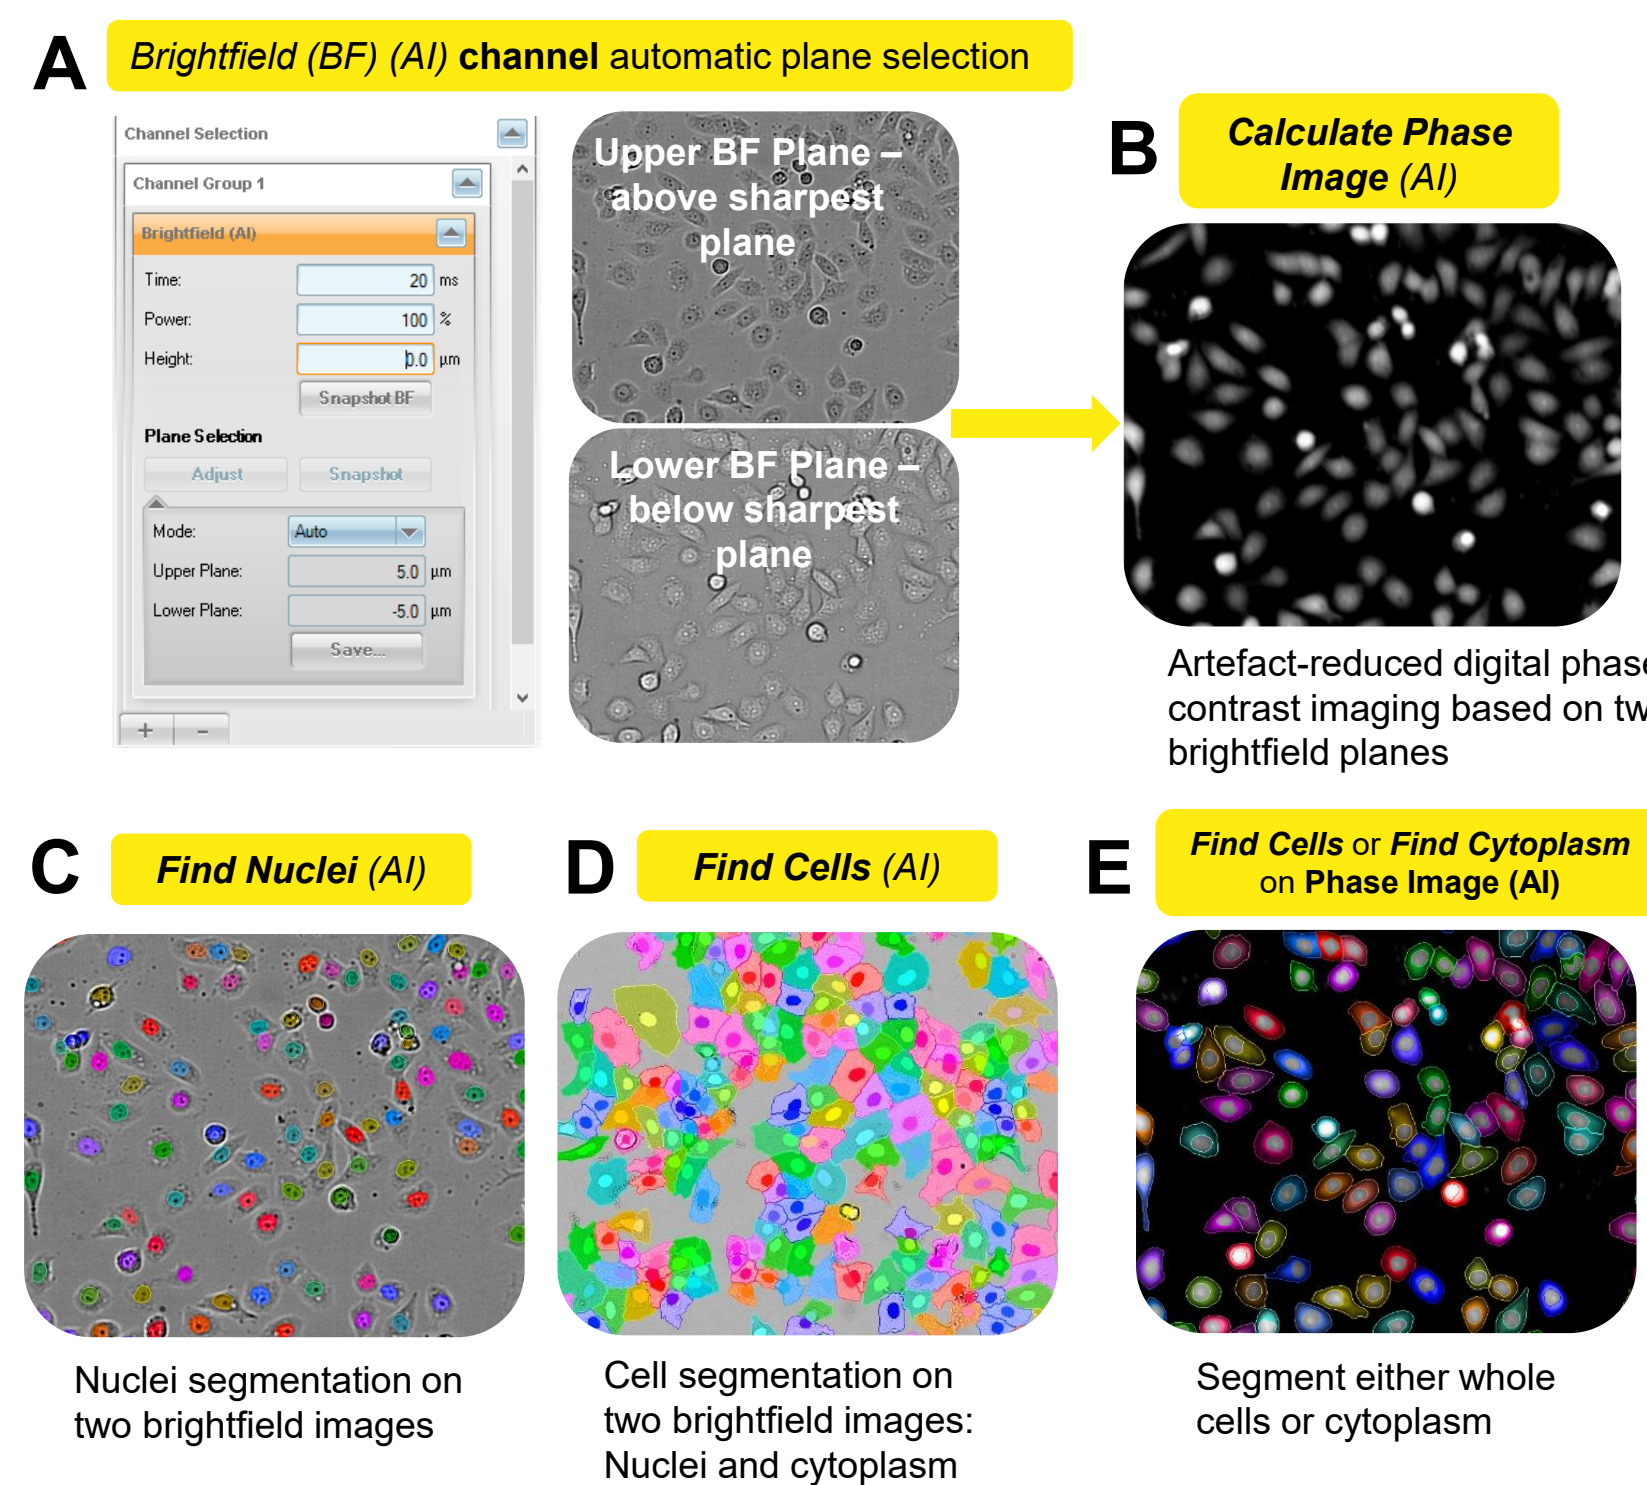 A
Brightfield (BF) (AI) channel automatic plane selection
Channel Selection
Channel Group 1
Brightfield (AI)
Time: 20 ms
Power: 100 %
Height: 0.0 µm
Snapshot BF
Plane Selection
Adjust Snapshot
Mode: Auto
Upper Plane: 5.0 µm
Lower Plane: -5.0 µm
Save...
+ -
Upper BF Plane –
above sharpest
plane
Lower BF Plane –
below sharpest
plane
B
Calculate Phase
Image (AI)
Artefact-reduced digital phase
contrast imaging based on tw
brightfield planes
C
Find Nuclei (AI)
Nuclei segmentation on
two brightfield images
D
Find Cells (AI)
Cell segmentation on
two brightfield images:
Nuclei and cytoplasm
E
Find Cells or Find Cytoplasm
on Phase Image (AI)
Segment either whole
cells or cytoplasm